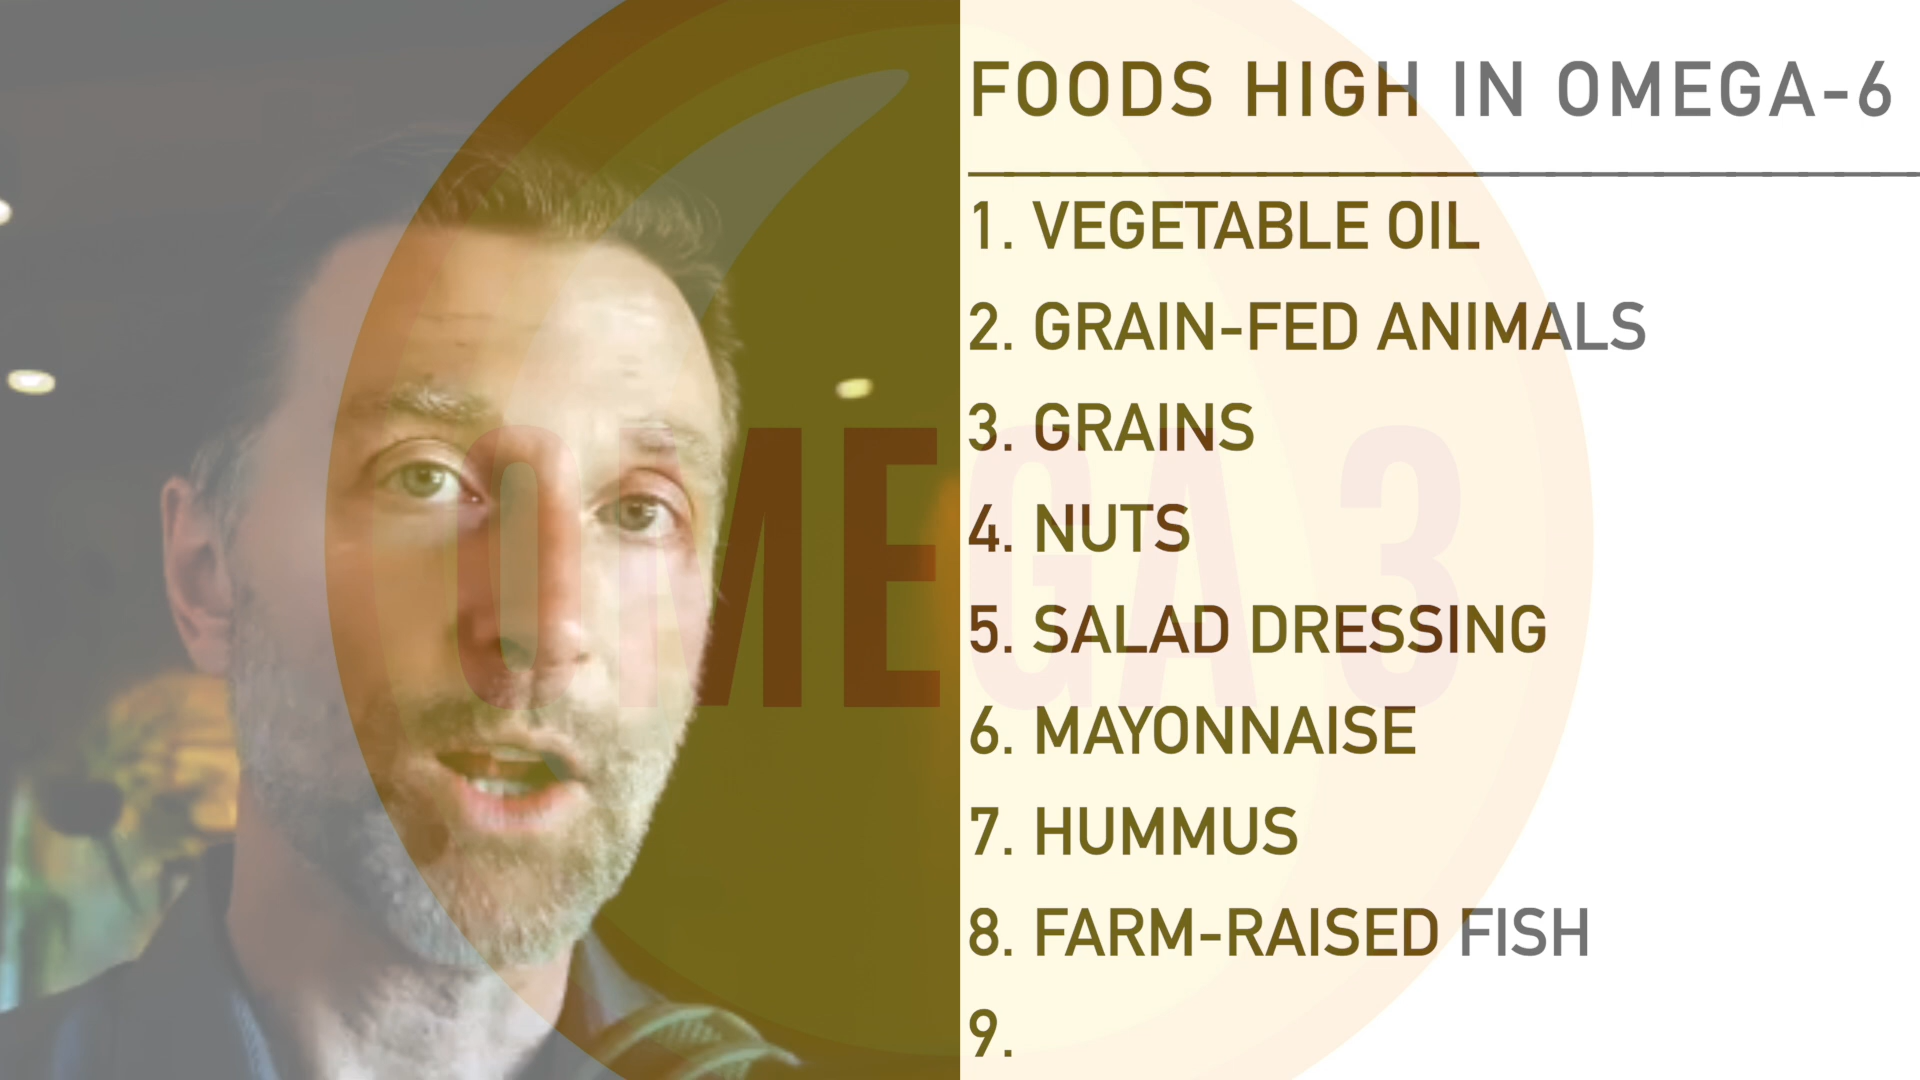 FOODS HIGH IN OMEGA-6
1. VEGETABLE OIL
2. GRAIN-FED ANIMALS
3. GRAINS
4. NUTS
5. SALAD DRESSING
6. MAYONNAISE
7. HUMMUS
8. FARM-RAISED FISH
9.
OMEGA 3